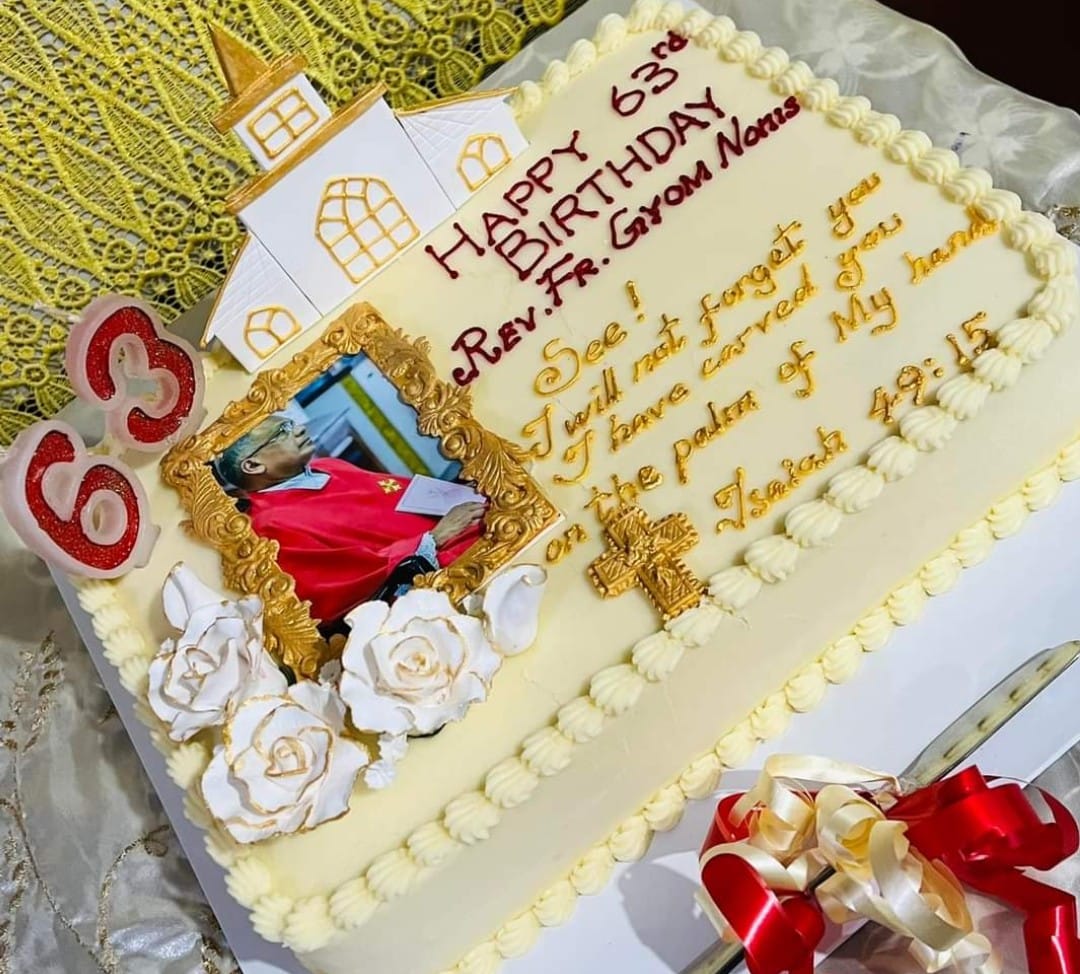 HAPPY 63rd
BIRTHDAY
REV. FR. GYOM NONIS
See!
I will not forget you
I have carved you
on the palm of My hand
Isaiah 49:15
63